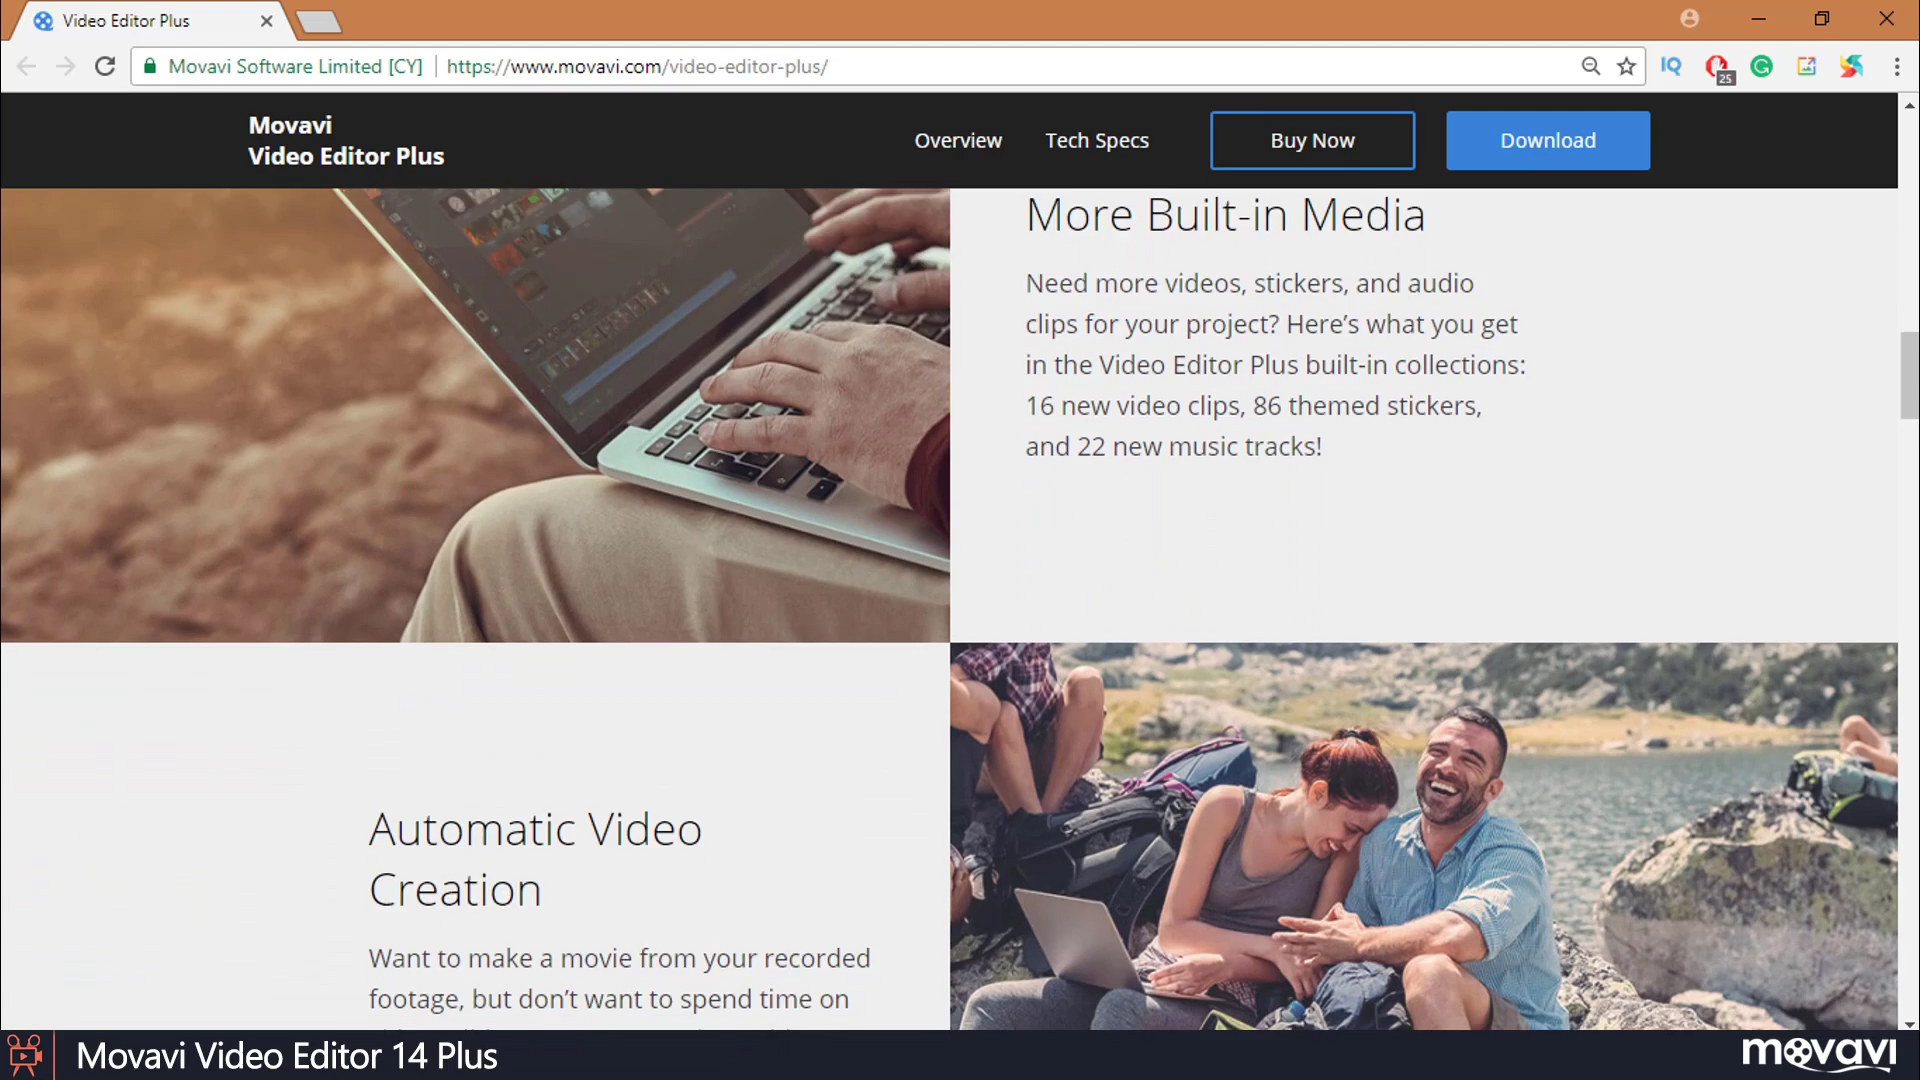 Video Editor Plus
Movavi Software Limited [CY]
https://www.movavi.com/video-editor-plus/
IQ
25
Movavi
Video Editor Plus
Overview
Tech Specs
Buy Now
Download
More Built-in Media
Need more videos, stickers, and audio
clips for your project? Here’s what you get
in the Video Editor Plus built-in collections:
16 new video clips, 86 themed stickers,
and 22 new music tracks!
Automatic Video
Creation
Want to make a movie from your recorded
footage, but don’t want to spend time on
Movavi Video Editor 14 Plus
movavi